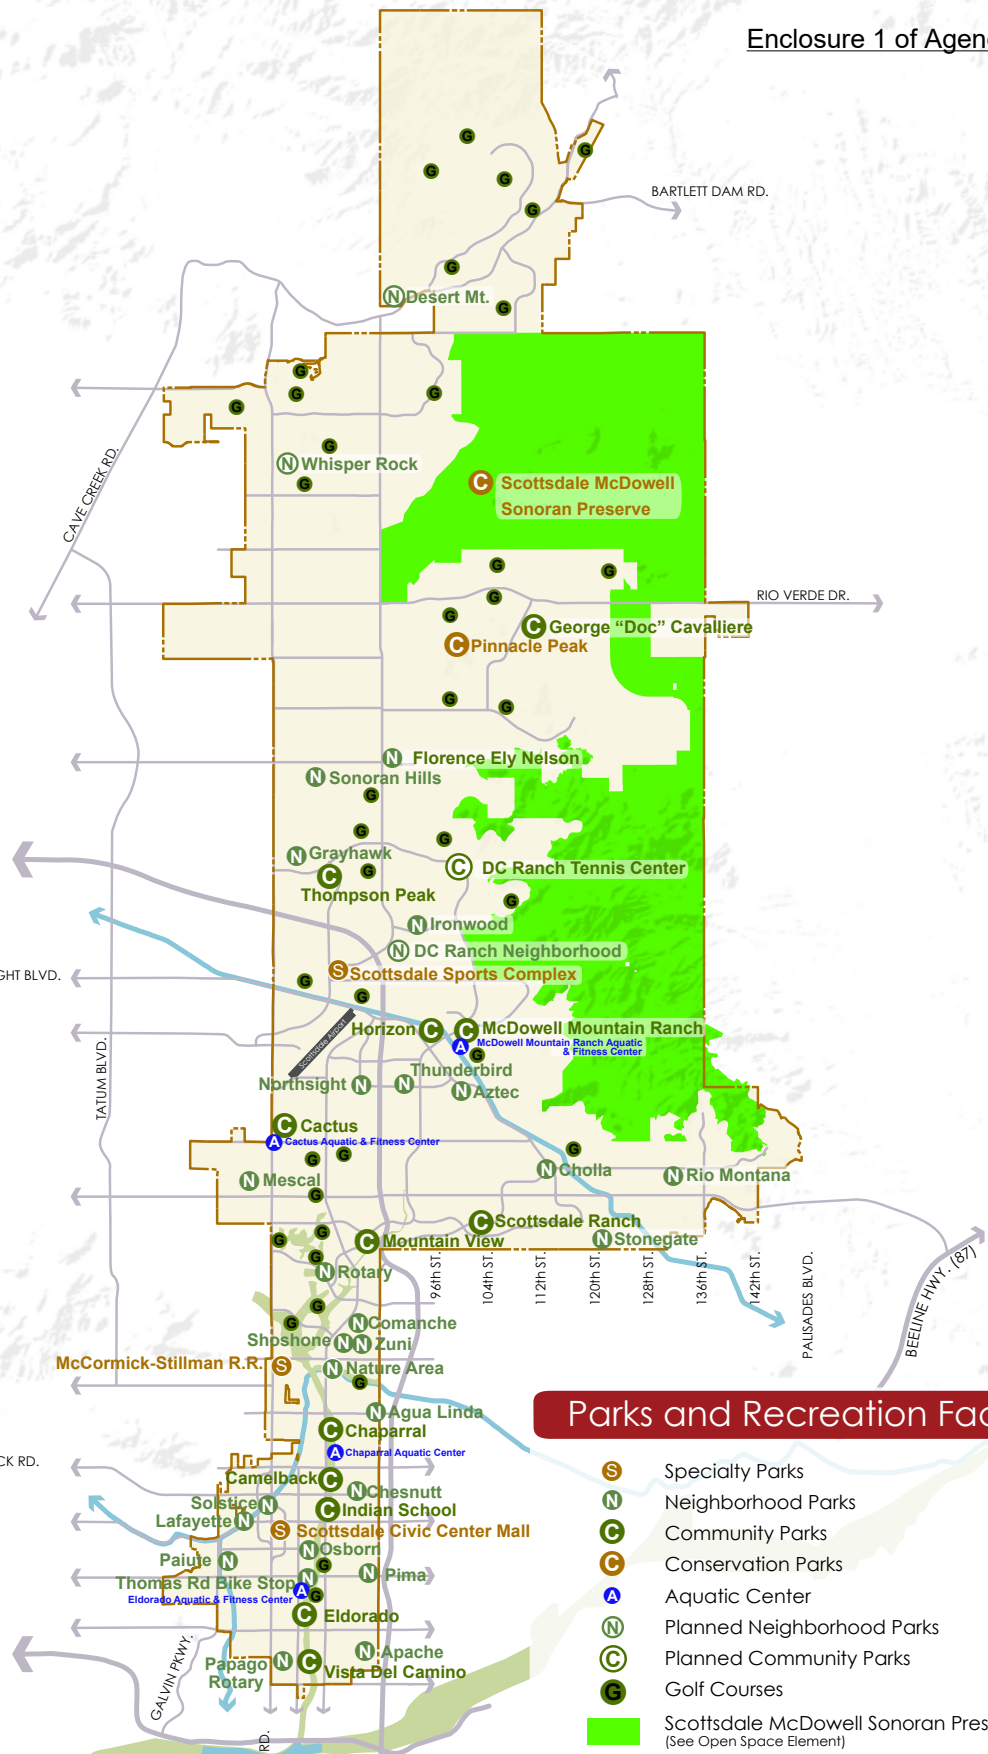 Enclosure 1 of Agen
BARTLETT DAM RD.
Desert Mt.
CAVE CREEK RD.
Whisper Rock
Scottsdale McDowell
Sonoran Preserve
RIO VERDE DR.
George “Doc” Cavalliere
Pinnacle Peak
Florence Ely Nelson
Sonoran Hills
Grayhawk
DC Ranch Tennis Center
Thompson Peak
Ironwood
DC Ranch Neighborhood
Scottsdale Sports Complex
GHT BLVD.
Scottsdale Airport
Horizon
McDowell Mountain Ranch
McDowell Mountain Ranch Aquatic
& Fitness Center
TATUM BLVD.
Thunderbird
Northsight
Aztec
Cactus
Cactus Aquatic & Fitness Center
Cholla
Mescal
Rio Montana
Scottsdale Ranch
Mountain View
Stonegate
96th ST.
104th ST.
112th ST.
120th ST.
128th ST.
136th ST.
142th ST.
PALISADES BLVD.
BEELINE HWY. (87)
Rotary
Comanche
Shoshone
Zuni
McCormick-Stillman R.R.
Nature Area
Agua Linda
Chaparral
Chaparral Aquatic Center
CK RD.
Camelback
Chesnutt
Solstice
Indian School
Lafayette
Scottsdale Civic Center Mall
Osborn
Paiute
Pima
Thomas Rd Bike Stop
Eldorado Aquatic & Fitness Center
Eldorado
Apache
Papago
Rotary
Vista Del Camino
GALVIN PKWY.
RD.
Parks and Recreation Fac
S Specialty Parks
N Neighborhood Parks
C Community Parks
C Conservation Parks
A Aquatic Center
N Planned Neighborhood Parks
C Planned Community Parks
G Golf Courses
Scottsdale McDowell Sonoran Pres
(See Open Space Element)